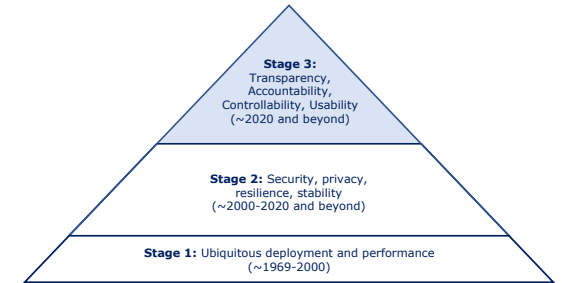 Stage 3:
Transparency,
Accountability,
Controllability, Usability
(~2020 and beyond)
Stage 2: Security, privacy,
resilience, stability
(~2000-2020 and beyond)
Stage 1: Ubiquitous deployment and performance
(~1969-2000)